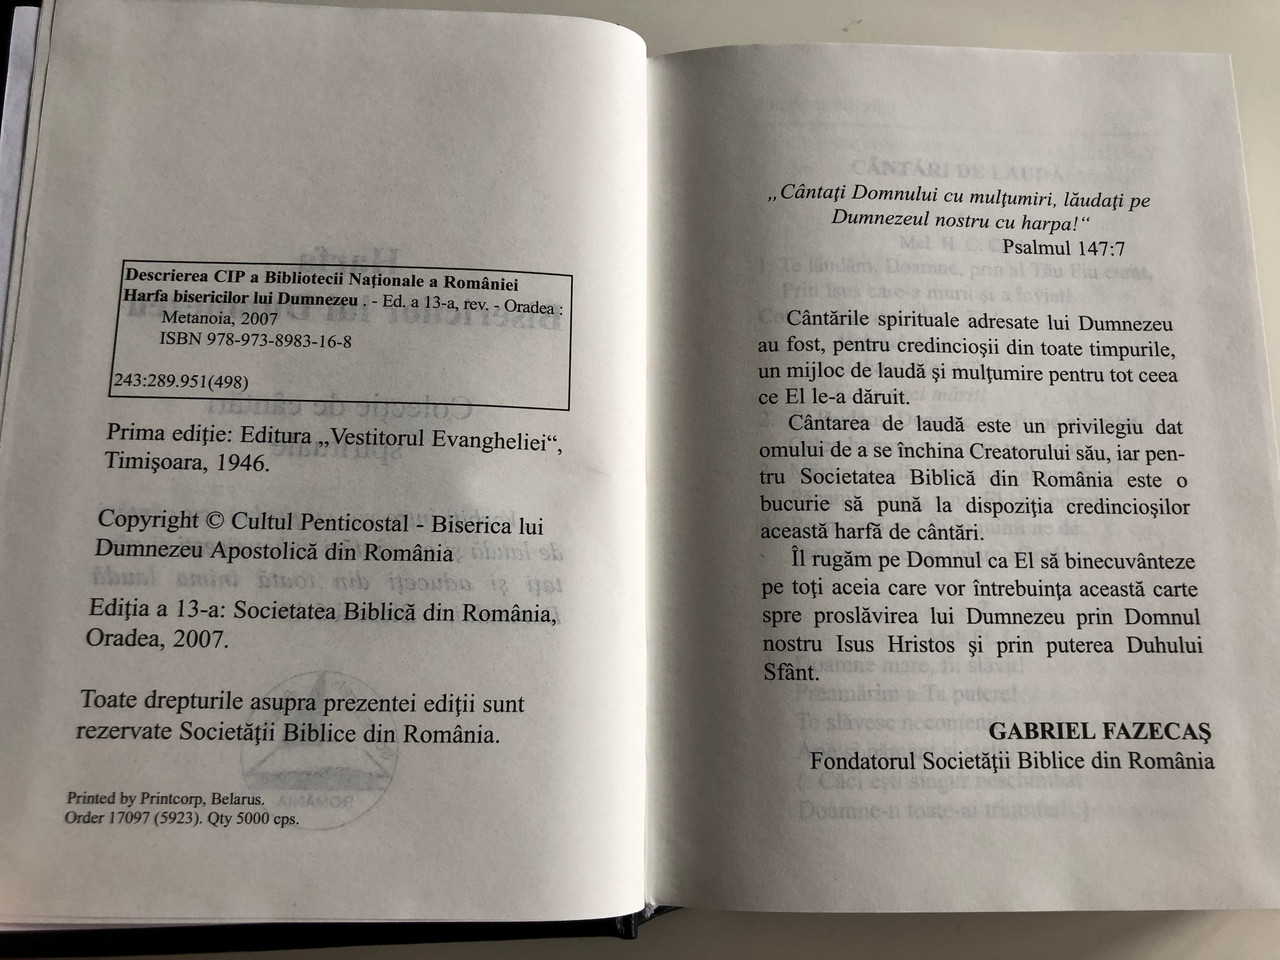 Descrierea CIP a Bibliotecii Naţionale a României
Harfa bisericilor lui Dumnezeu . - Ed. a 13-a, rev. - Oradea :
Metanoia, 2007
ISBN 978-973-8983-16-8
243:289.951(498)
Prima ediţie: Editura „Vestitorul Evangheliei“,
Timişoara, 1946.
Copyright © Cultul Penticostal - Biserica lui
Dumnezeu Apostolică din România
Ediţia a 13-a: Societatea Biblică din România,
Oradea, 2007.
Toate drepturile asupra prezentei ediţii sunt
rezervate Societăţii Biblice din România.
Printed by Printcorp, Belarus.
Order 17097 (5923). Qty 5000 cps.
„Cântaţi Domnului cu mulţumiri, lăudaţi pe
Dumnezeul nostru cu harpa!“
Psalmul 147:7
Cântările spirituale adresate lui Dumnezeu
au fost, pentru credincioşii din toate timpurile,
un mijloc de laudă şi mulţumire pentru tot ceea
ce El le-a dăruit.
Cântarea de laudă este un privilegiu dat
omului de a se închina Creatorului său, iar pen-
tru Societatea Biblică din România este o
bucurie să pună la dispoziţia credincioşilor
această harfă de cântări.
Îl rugăm pe Domnul ca El să binecuvânteze
pe toţi aceia care vor întrebuinţa această carte
spre proslăvirea lui Dumnezeu prin Domnul
nostru Isus Hristos şi prin puterea Duhului
Sfânt.
GABRIEL FAZECAŞ
Fondatorul Societăţii Biblice din România